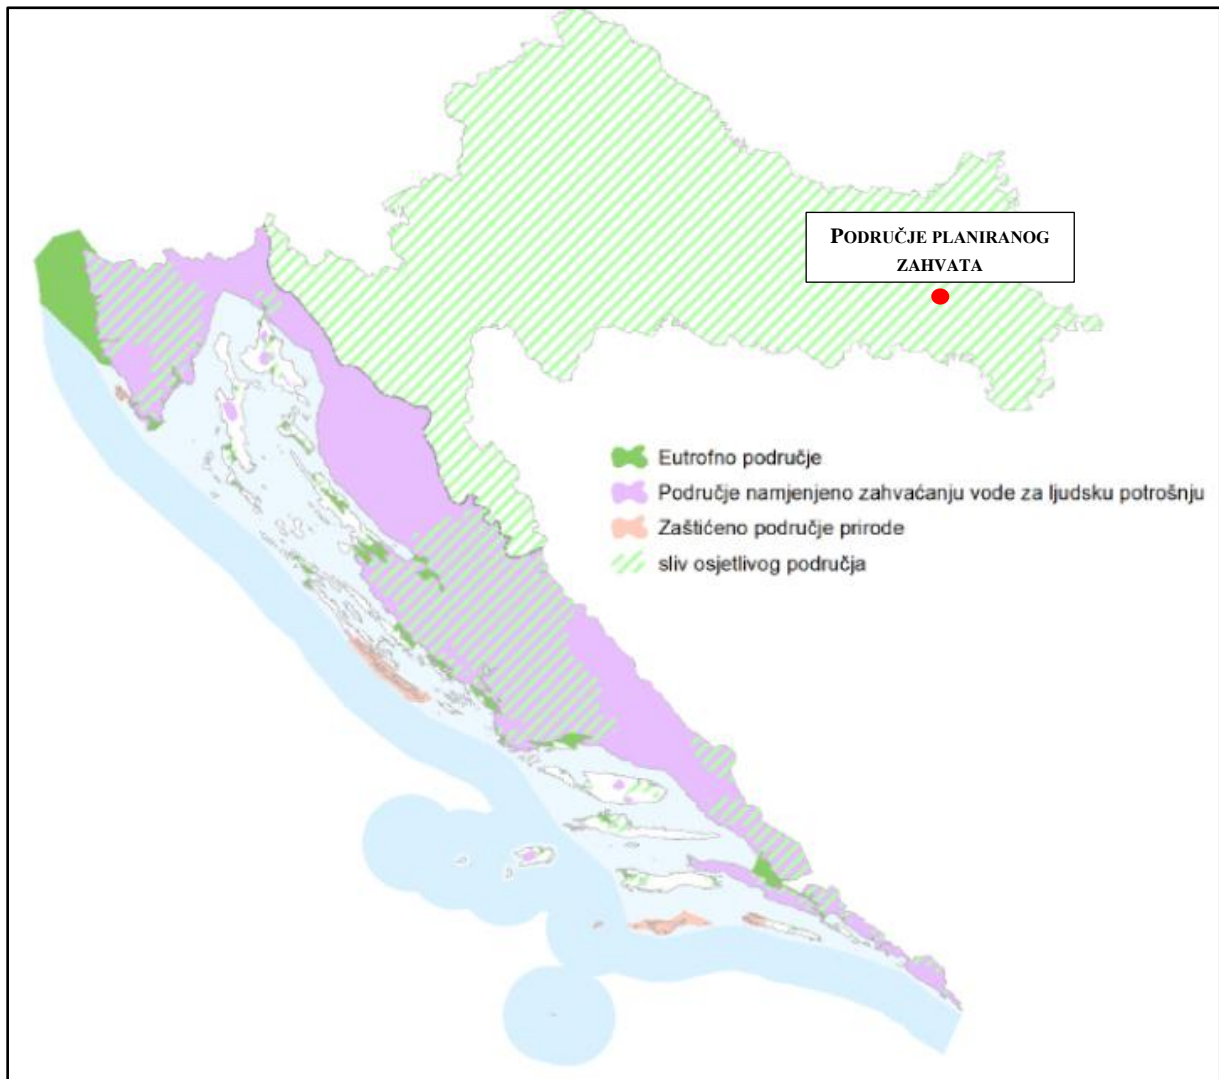 PODRUČJE PLANIRANOG
ZAHVATA
Eutrofno područje
Područje namjenjeno zahvaćanju vode za ljudsku potrošnju
Zaštićeno područje prirode
sliv osjetlivog područja